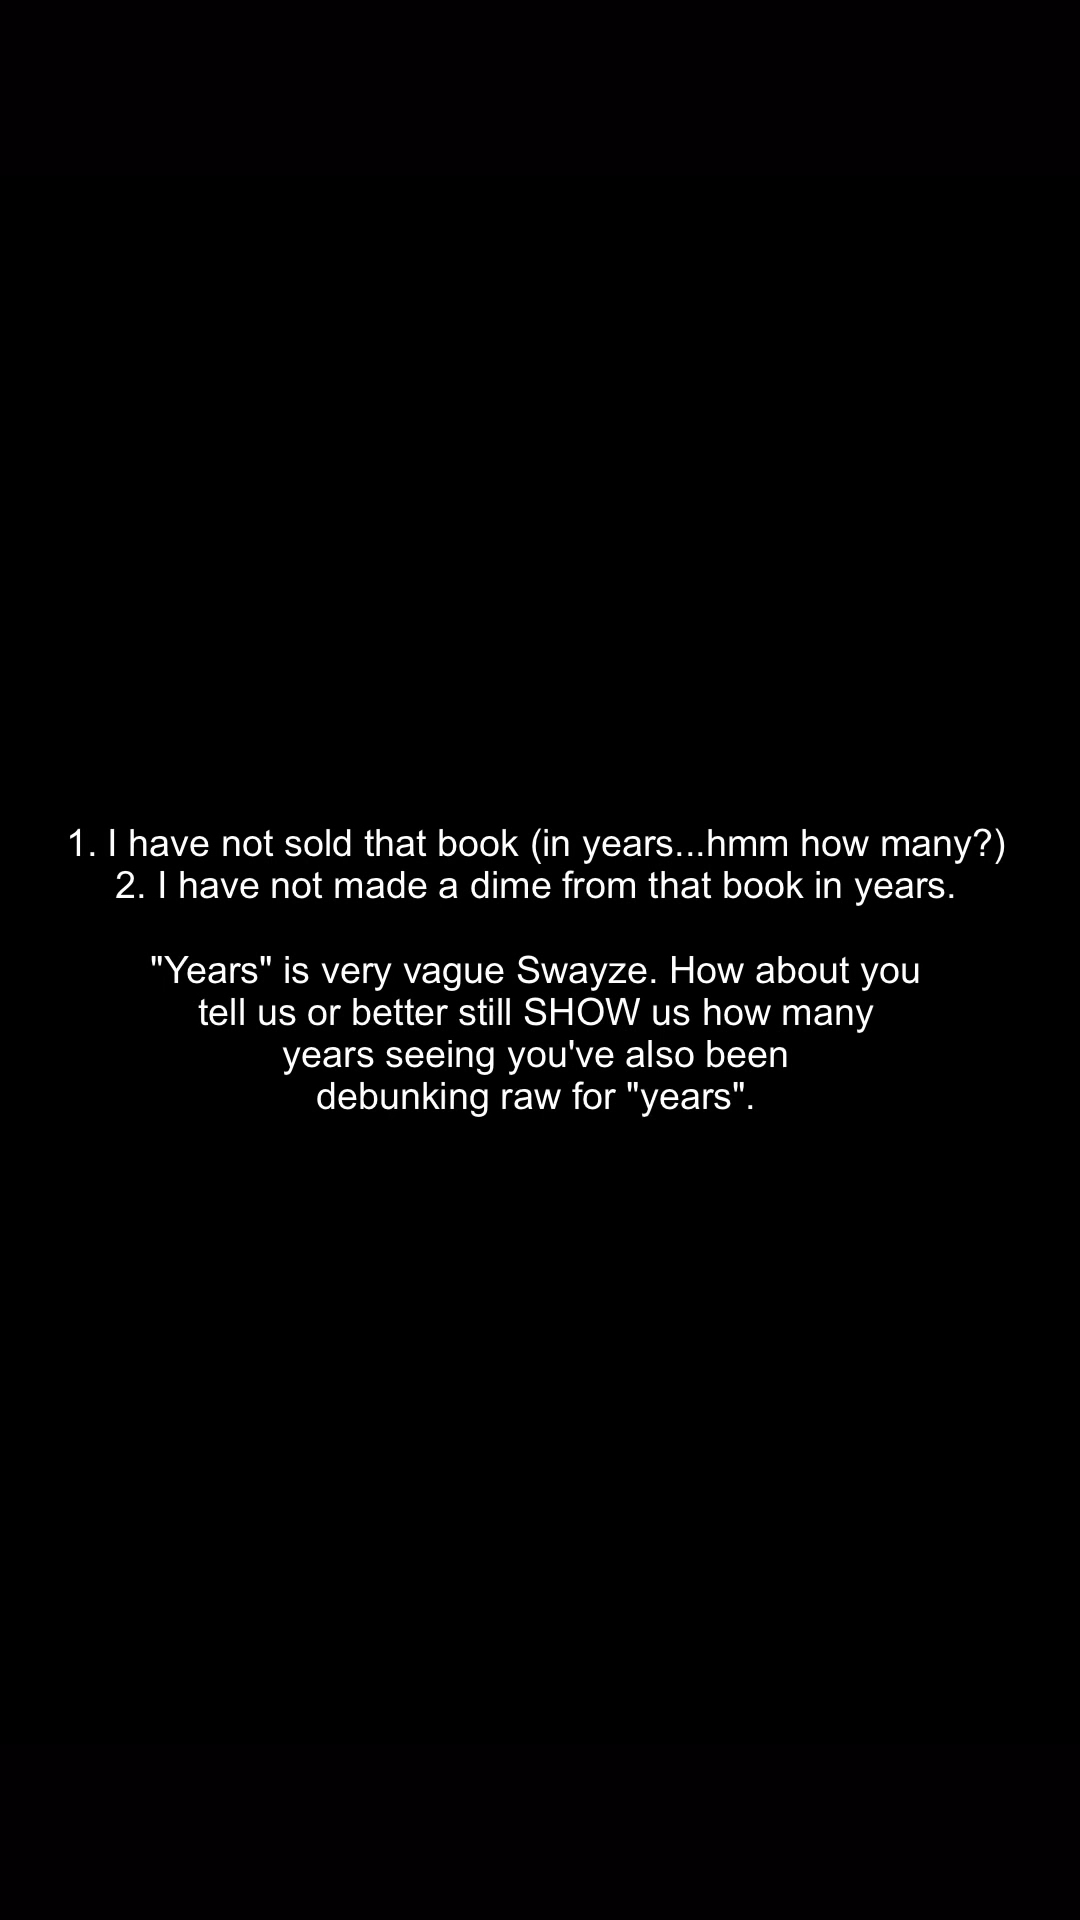 1. I have not sold that book (in years...hmm how many?)
2. I have not made a dime from that book in years.
"Years" is very vague Swayze. How about you
tell us or better still SHOW us how many
years seeing you've also been
debunking raw for "years".